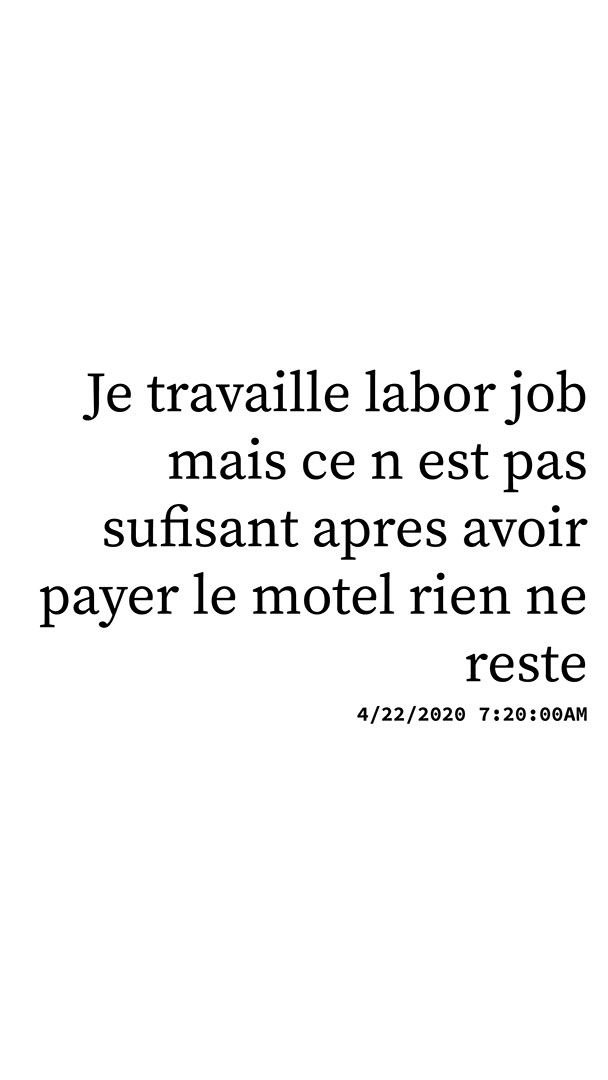 Je travaille labor job
mais ce n est pas
sufisant apres avoir
payer le motel rien ne
reste
4/22/2020 7:20:00AM